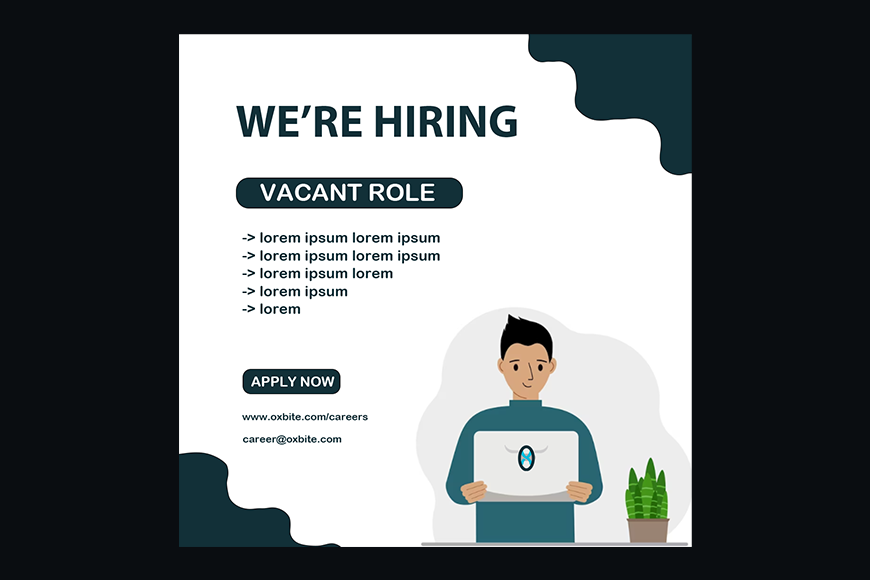 WE’RE HIRING
VACANT ROLE
-> lorem ipsum lorem ipsum
-> lorem ipsum lorem ipsum
-> lorem ipsum lorem
-> lorem ipsum
-> lorem
APPLY NOW
www.oxbite.com/careers
career@oxbite.com